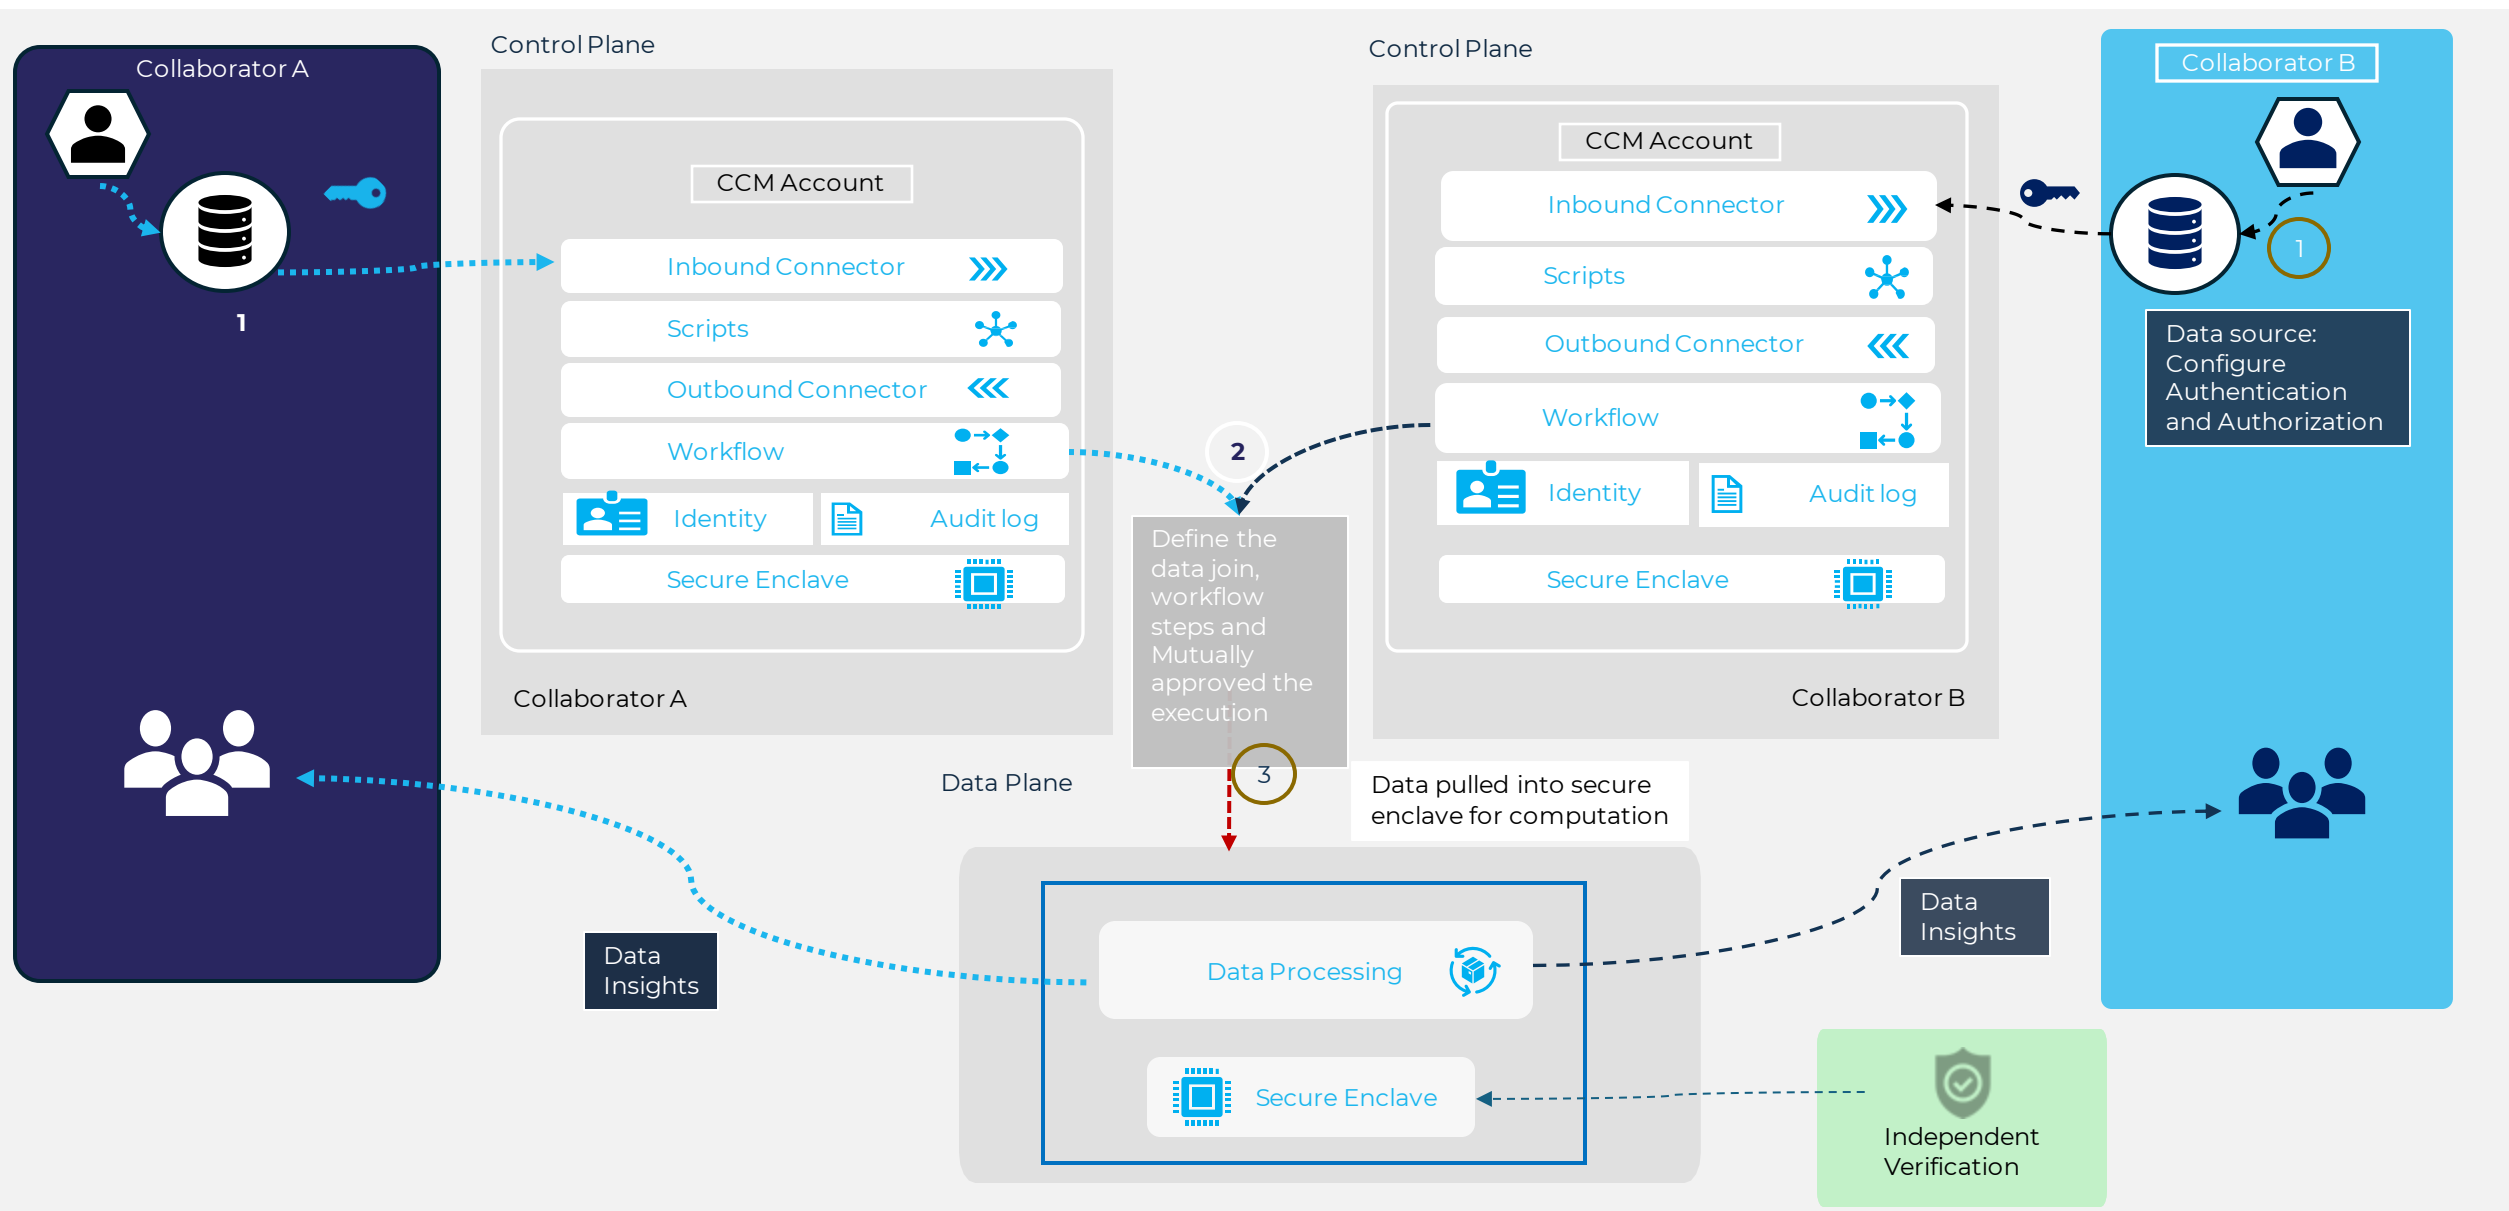 Collaborator A
1
Control Plane
CCM Account
Inbound Connector
Scripts
Outbound Connector
Workflow
Identity
Audit log
Secure Enclave
Collaborator A
2
Define the
data join,
workflow
steps and
Mutually
approved the
execution
3
Control Plane
CCM Account
Inbound Connector
Scripts
Outbound Connector
Workflow
Identity
Audit log
Secure Enclave
Collaborator B
Collaborator B
1
Data source:
Configure
Authentication
and Authorization
Data Plane
Data pulled into secure
enclave for computation
Data
Insights
Data Processing
Secure Enclave
Data
Insights
Independent
Verification